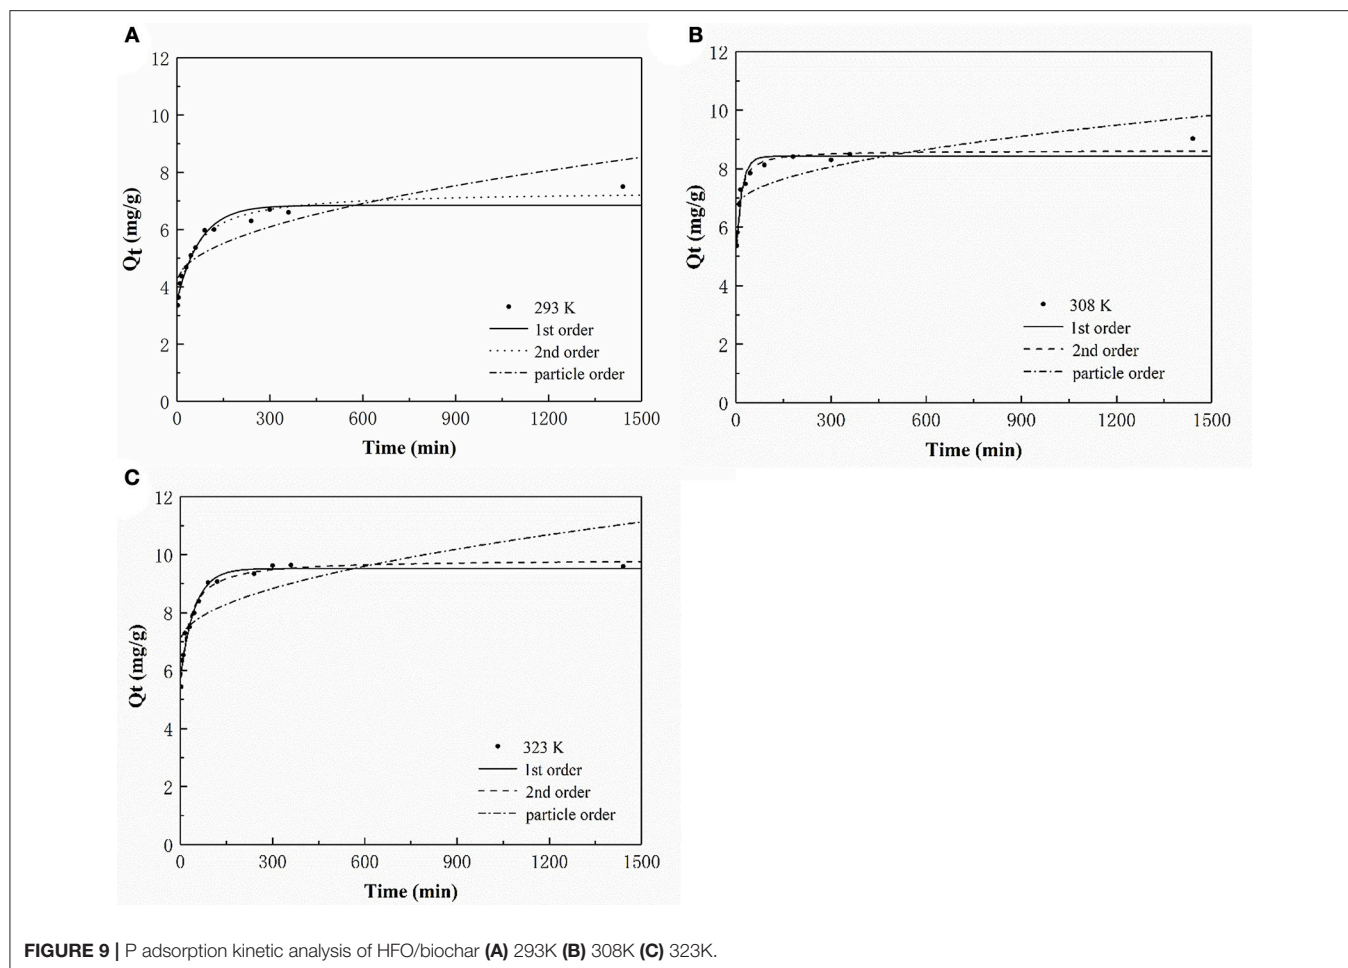 A
12
10
8
6
4
2
0
Qt (mg/g)
293 K
1st order
2nd order
particle order
0 300 600 900 1200 1500
Time (min)
B
12
10
8
6
4
2
0
Qt (mg/g)
308 K
1st order
2nd order
particle order
0 300 600 900 1200 1500
Time (min)
C
12
10
8
6
4
2
0
Qt (mg/g)
323 K
1st order
2nd order
particle order
0 300 600 900 1200 1500
Time (min)
FIGURE 9 | P adsorption kinetic analysis of HFO/biochar (A) 293K (B) 308K (C) 323K.